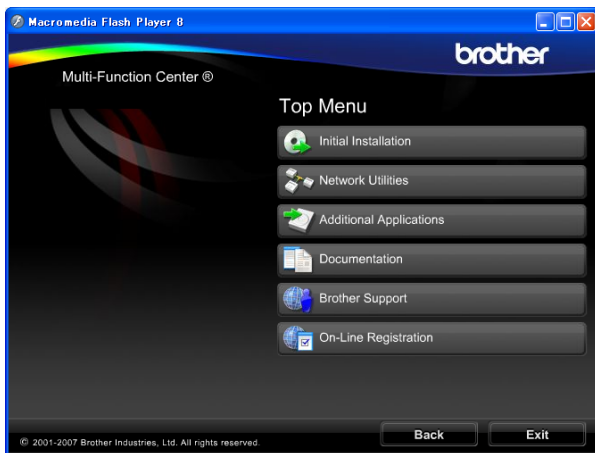 Macromedia Flash Player 8
brother
Multi-Function Center ®
Top Menu
Initial Installation
Network Utilities
Additional Applications
Documentation
Brother Support
On-Line Registration
Back
Exit
© 2001-2007 Brother Industries, Ltd. All rights reserved.